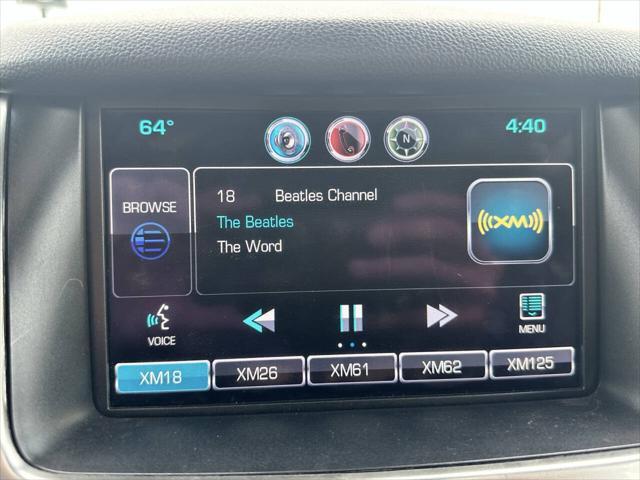 64°
4:40
N
BROWSE
18 Beatles Channel
The Beatles
The Word
((XM))
VOICE
MENU
XM18 XM26 XM61 XM62 XM125